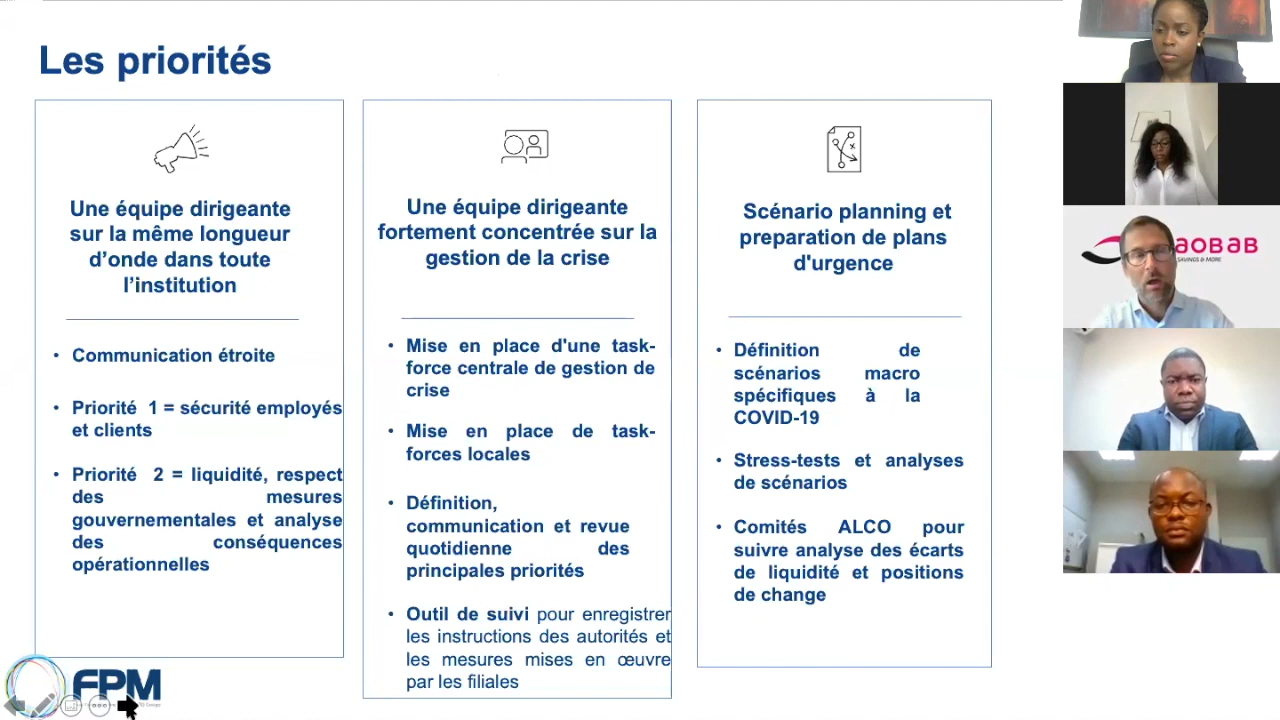 Les priorités
Une équipe dirigeante
sur la même longueur
d’onde dans toute
l’institution
• Communication étroite
• Priorité 1 = sécurité employés
et clients
• Priorité 2 = liquidité, respect
des mesures
gouvernementales et analyse
des conséquences
opérationnelles
Une équipe dirigeante
fortement concentrée sur la
gestion de la crise
• Mise en place d'une task-
force centrale de gestion de
crise
• Mise en place de task-
forces locales
• Définition,
communication et revue
quotidienne des
principales priorités
• Outil de suivi pour enregistrer
les instructions des autorités et
les mesures mises en œuvre
par les filiales
Scénario planning et
preparation de plans
d'urgence
• Définition de
scénarios macro
spécifiques à la
COVID-19
• Stress-tests et analyses
de scénarios
• Comités ALCO pour
suivre analyse des écarts
de liquidité et positions
de change
FPM
AOBAB
SAVINGS & MORE